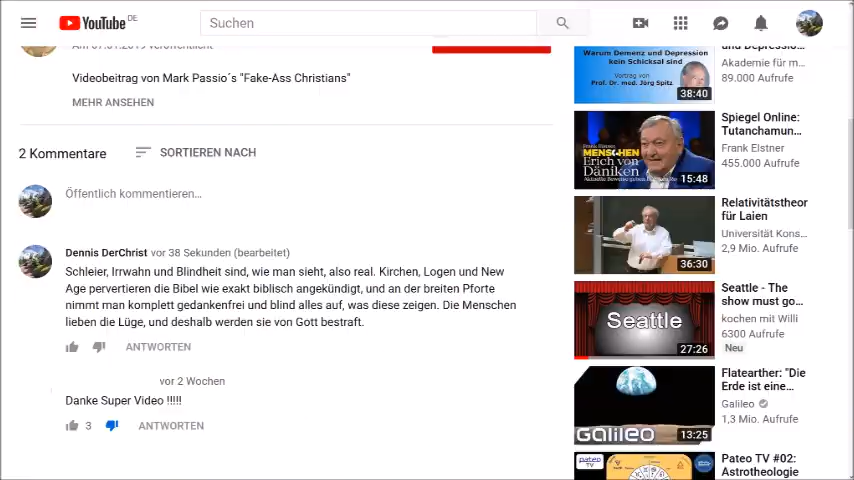 YouTube DE
Suchen
Am 07.01.2019 veröffentlicht
Videobeitrag von Mark Passio´s "Fake-Ass Christians"
MEHR ANSEHEN
2 Kommentare
SORTIEREN NACH
Öffentlich kommentieren...
Dennis DerChrist vor 38 Sekunden (bearbeitet)
Schleier, Irrwahn und Blindheit sind, wie man sieht, also real. Kirchen, Logen und New
Age pervertieren die Bibel wie exakt biblisch angekündigt, und an der breiten Pforte
nimmt man komplett gedankenfrei und blind alles auf, was diese zeigen. Die Menschen
lieben die Lüge, und deshalb werden sie von Gott bestraft.
ANTWORTEN
vor 2 Wochen
Danke Super Video !!!!!
3 ANTWORTEN
Warum Demenz und Depression
kein Schicksal sind
Vortrag von
Prof. Dr. med. Jörg Spitz
38:40
und Depressio...
Akademie für m...
89.000 Aufrufe
MENSCHEN
Erich von
Däniken
15:48
Spiegel Online:
Tutanchamun...
Frank Elstner
455.000 Aufrufe
36:30
Relativitätstheor
für Laien
Universität Kons...
2,9 Mio. Aufrufe
Seattle
27:26
Seattle - The
show must go...
kochen mit Willi
6300 Aufrufe
Neu
GALILEO
13:25
Flatearther: "Die
Erde ist eine...
Galileo
1,3 Mio. Aufrufe
pateo
TV
Pateo TV #02:
Astrotheologie